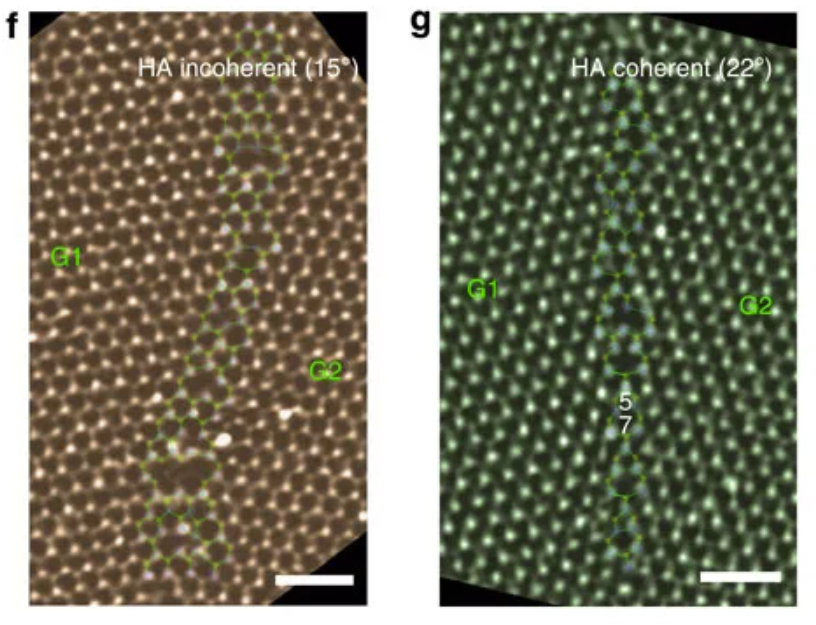 f
HA incoherent (15°)
G1
G2
g
HA coherent (22°)
G1
G2
5
7